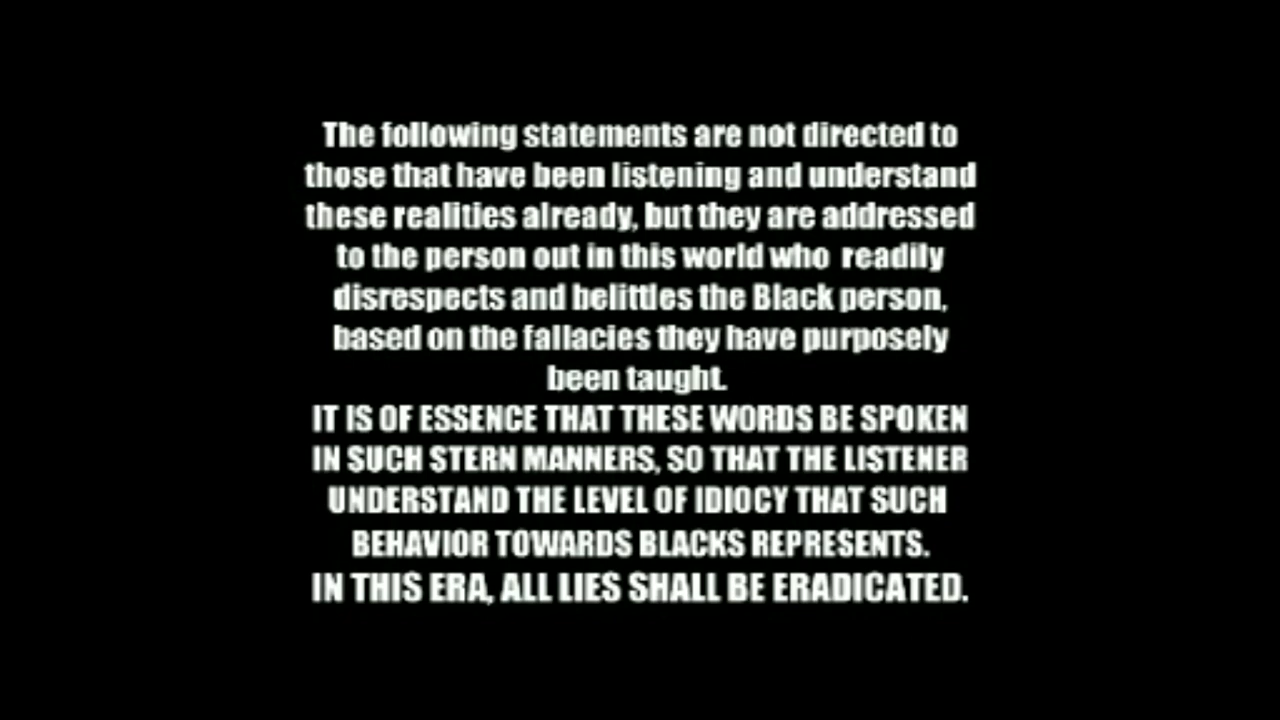 The following statements are not directed to
those that have been listening and understand
these realities already, but they are addressed
to the person out in this world who  readily
disrespects and belittles the Black person,
based on the fallacies they have purposely
been taught.
IT IS OF ESSENCE THAT THESE WORDS BE SPOKEN
IN SUCH STERN MANNERS, SO THAT THE LISTENER
UNDERSTAND THE LEVEL OF IDIOCY THAT SUCH
BEHAVIOR TOWARDS BLACKS REPRESENTS.
IN THIS ERA, ALL LIES SHALL BE ERADICATED.